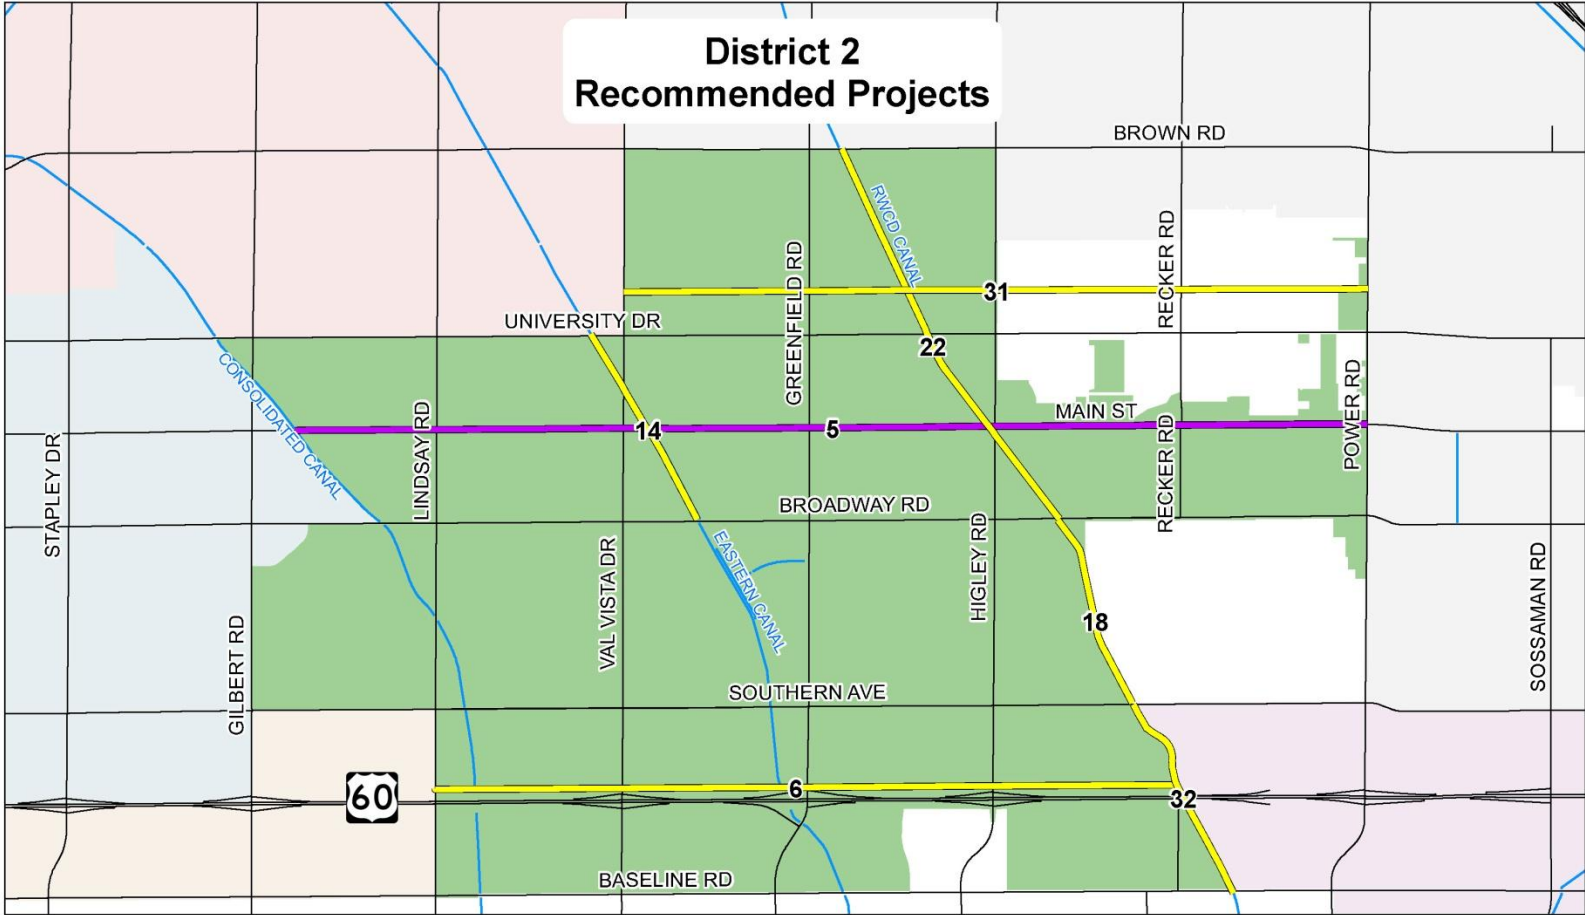 District 2
Recommended Projects
BROWN RD
RWCD CANAL
GREENFIELD RD
RECKER RD
31
UNIVERSITY DR
22
CONSOLIDATED CANAL
LINDSAY RD
MAIN ST
POWER RD
14
5
STAPLEY DR
RECKER RD
BROADWAY RD
EASTERN CANAL
VAL VISTA DR
HIGLEY RD
SOSSAMAN RD
18
GILBERT RD
SOUTHERN AVE
60
6
32
BASELINE RD